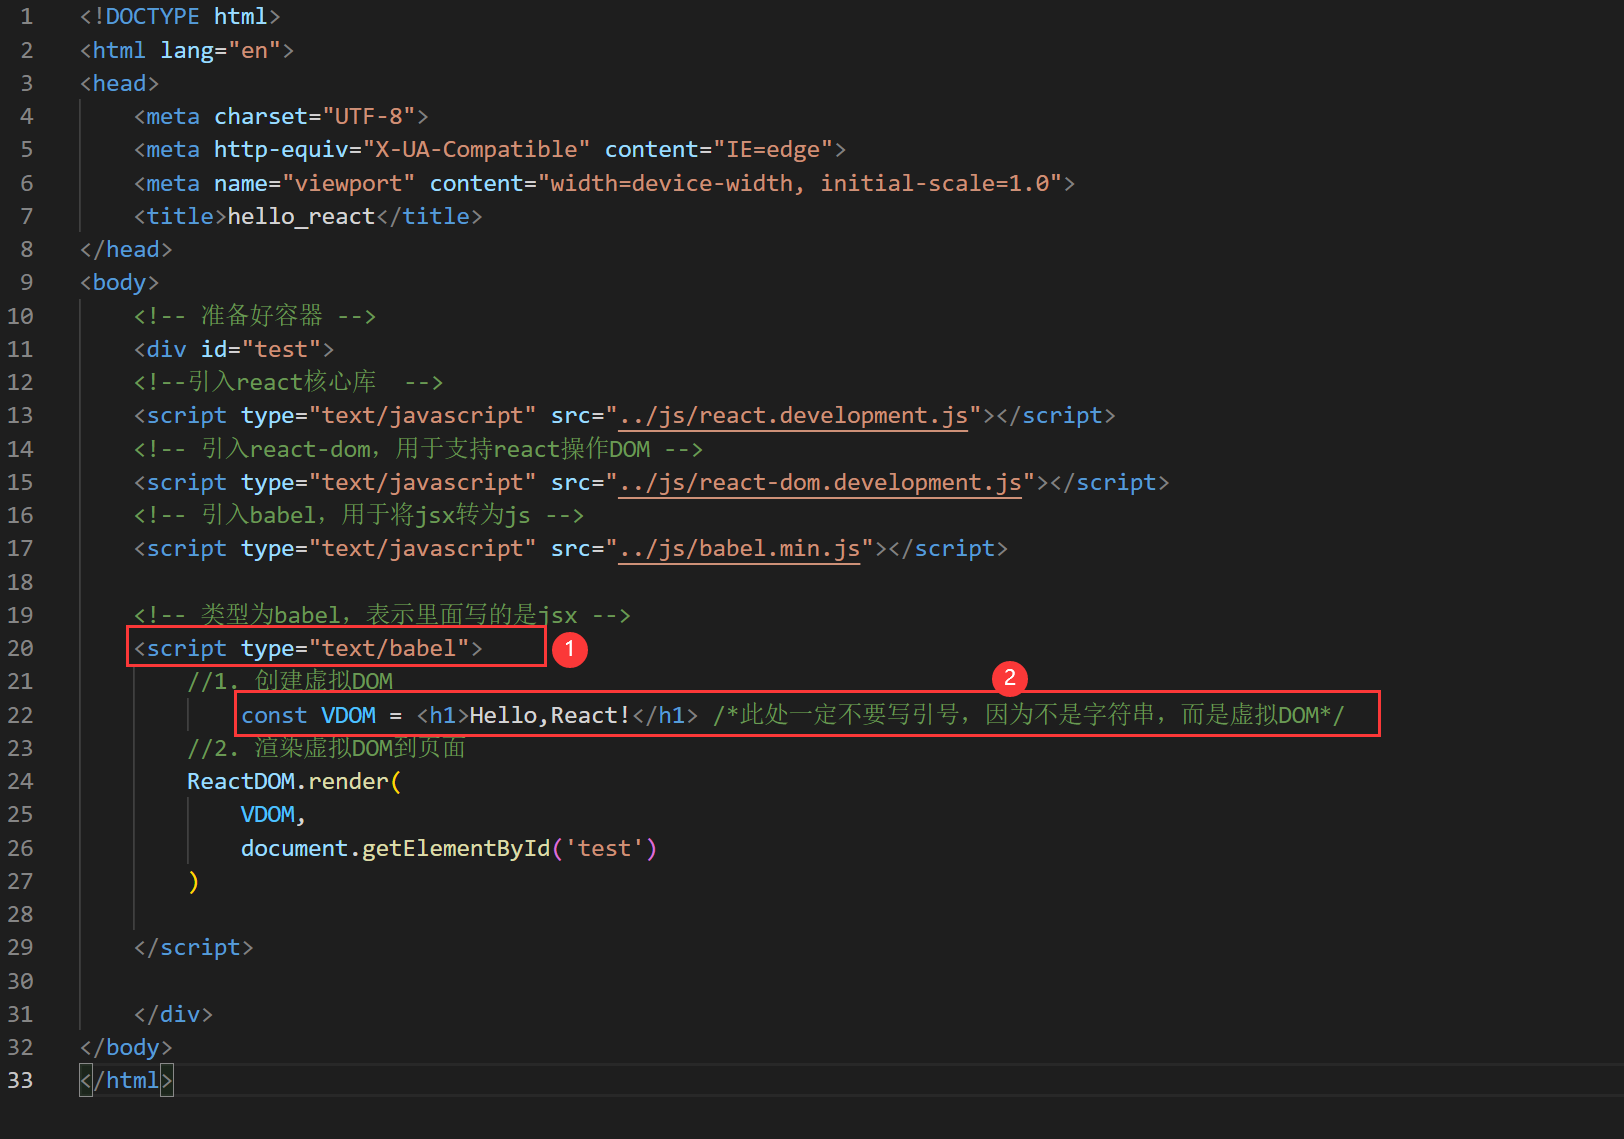 1 <!DOCTYPE html>
2 <html lang="en">
3 <head>
4     <meta charset="UTF-8">
5     <meta http-equiv="X-UA-Compatible" content="IE=edge">
6     <meta name="viewport" content="width=device-width, initial-scale=1.0">
7     <title>hello_react</title>
8 </head>
9 <body>
10     <!-- 准备好容器 -->
11     <div id="test">
12     <!--引入react核心库  -->
13     <script type="text/javascript" src="../js/react.development.js"></script>
14     <!-- 引入react-dom，用于支持react操作DOM -->
15     <script type="text/javascript" src="../js/react-dom.development.js"></script>
16     <!-- 引入babel，用于将jsx转为js -->
17     <script type="text/javascript" src="../js/babel.min.js"></script>
18
19     <!-- 类型为babel，表示里面写的是jsx -->
20     <script type="text/babel"> 1
21         //1. 创建虚拟DOM 2
22             const VDOM = <h1>Hello,React!</h1> /*此处一定不要写引号，因为不是字符串，而是虚拟DOM*/
23         //2. 渲染虚拟DOM到页面
24         ReactDOM.render(
25             VDOM,
26             document.getElementById('test')
27         )
28
29     </script>
30
31     </div>
32 </body>
33 </html>